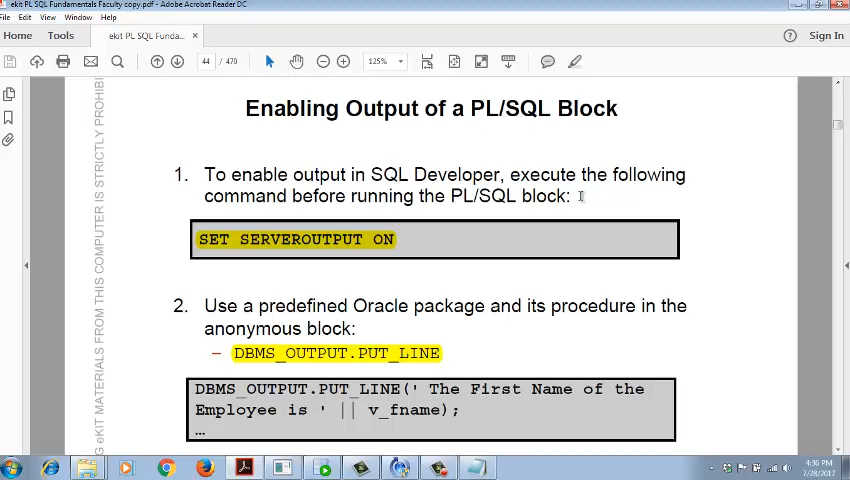 ekit PL SQL Fundamentals Faculty copy.pdf - Adobe Acrobat Reader DC
File Edit View Window Help
Home Tools ekit PL SQL Funda... × ? Sign In
44 / 470 125%
Enabling Output of a PL/SQL Block
1. To enable output in SQL Developer, execute the following
command before running the PL/SQL block:
SET SERVEROUTPUT ON
2. Use a predefined Oracle package and its procedure in the
anonymous block:
– DBMS_OUTPUT.PUT_LINE
DBMS_OUTPUT.PUT_LINE(' The First Name of the
Employee is ' || v_fname);
…
G eKIT MATERIALS FROM THIS COMPUTER IS STRICTLY PROHIBI
4:36 PM
7/28/2017